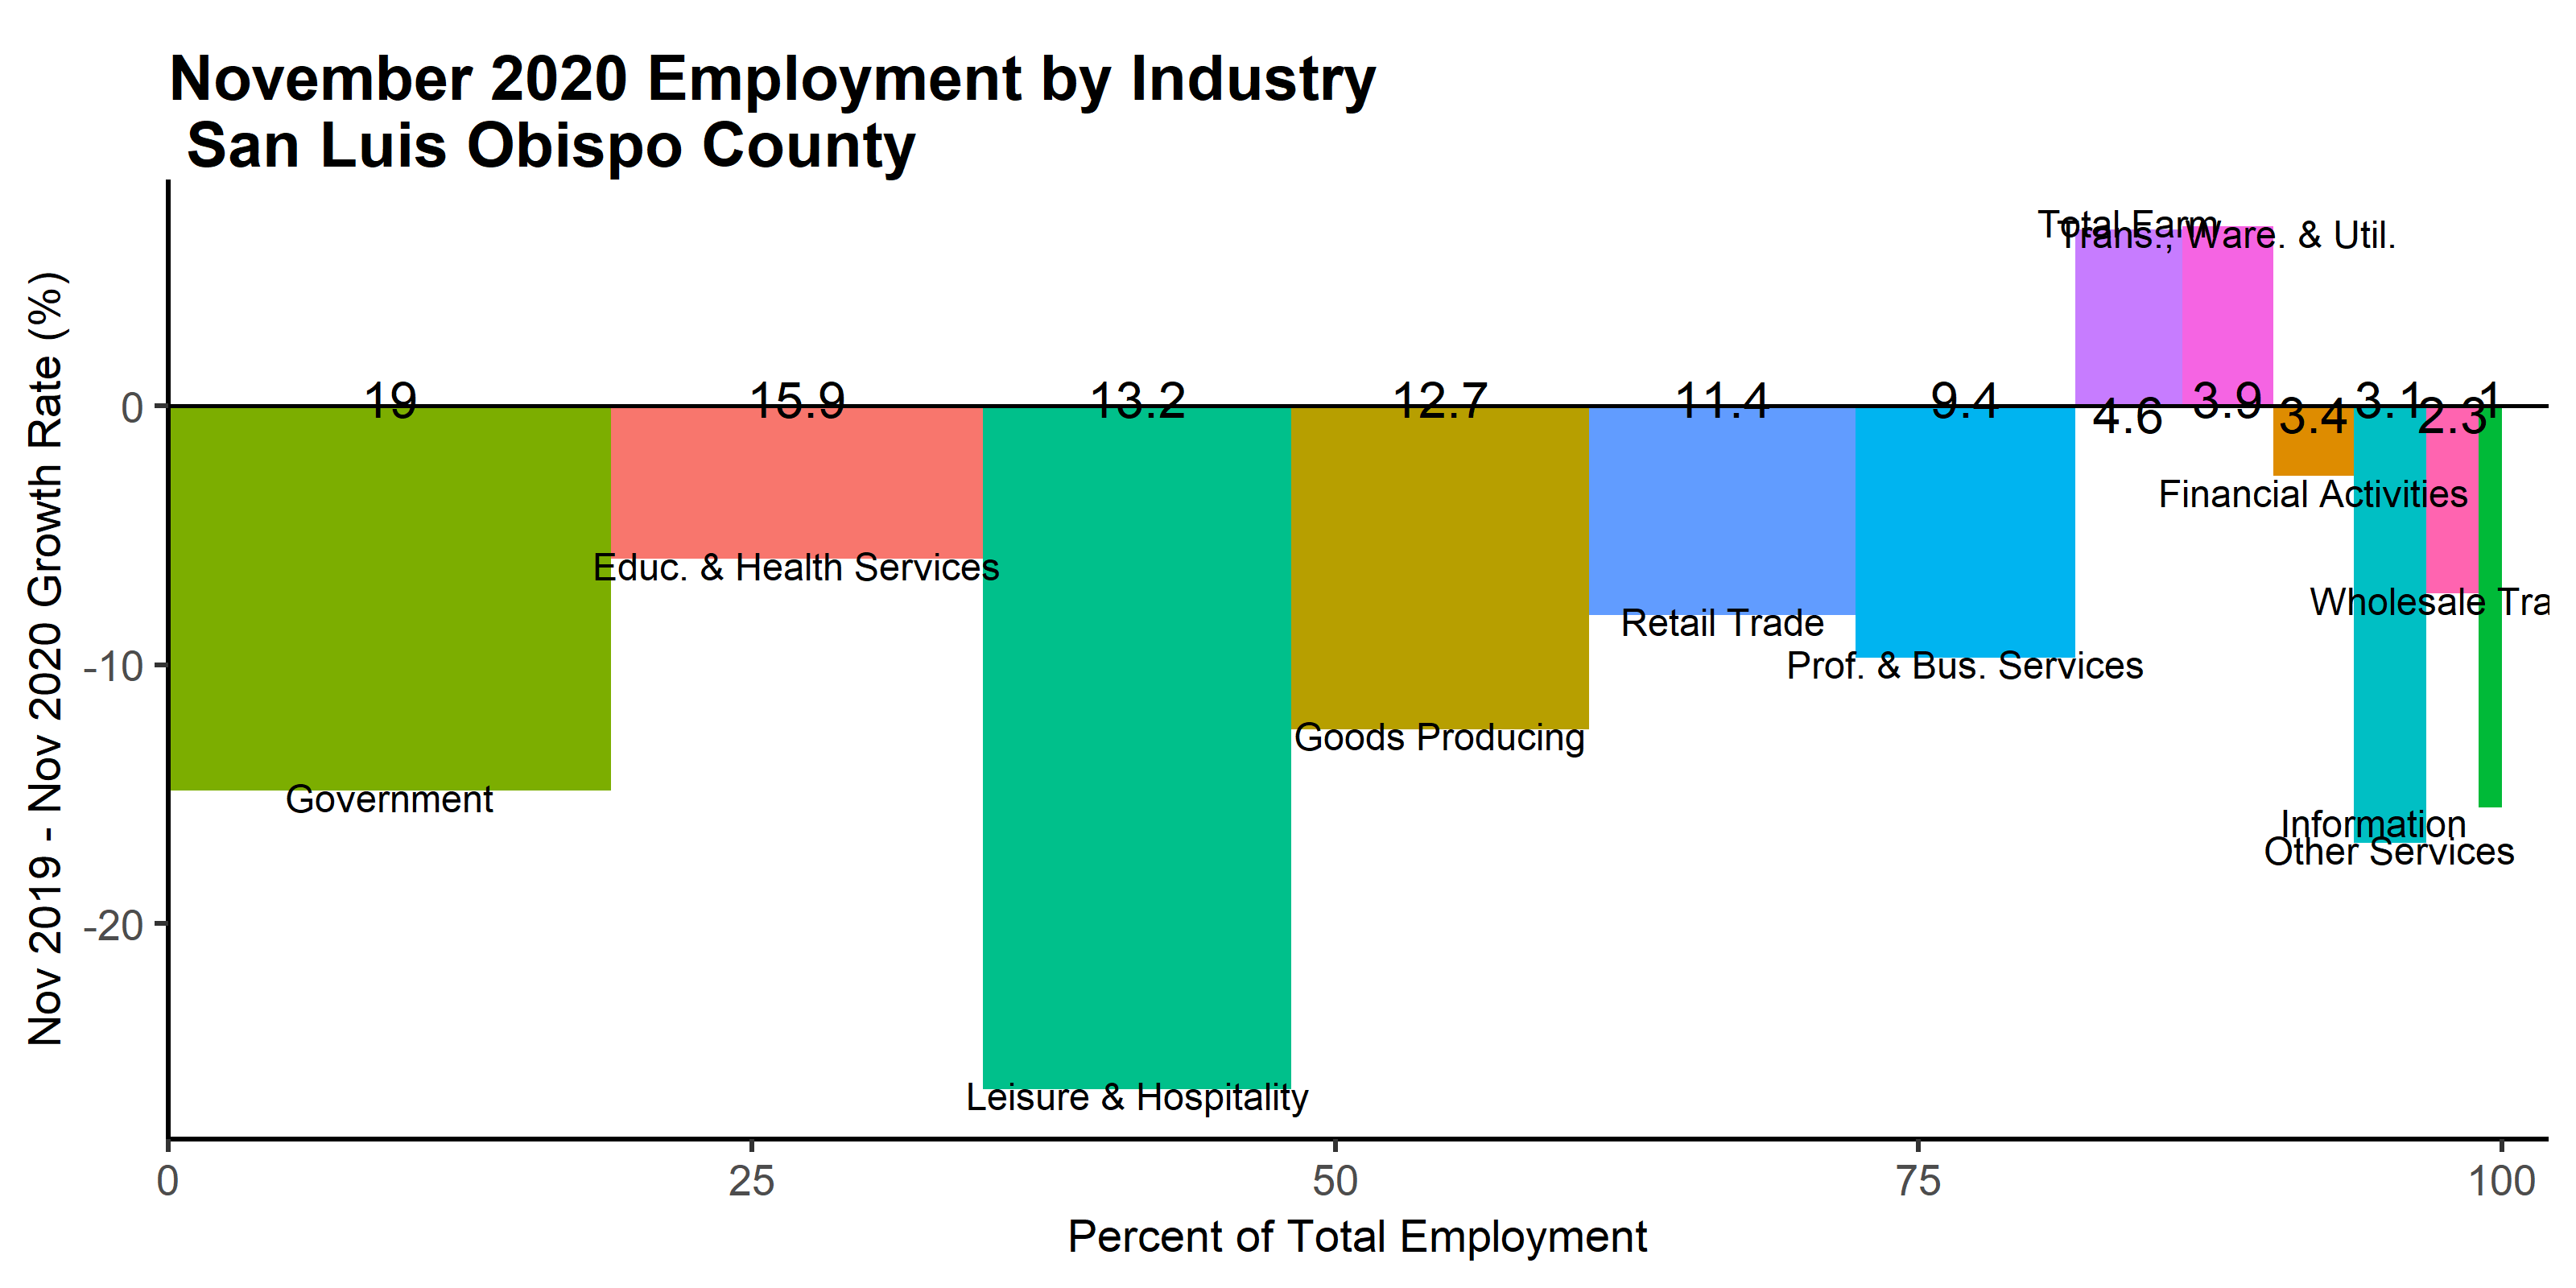 November 2020 Employment by Industry
San Luis Obispo County
Total Farm
Trans., Ware. & Util.
19
15.9
13.2
12.7
11.4
9.4
4.6
3.9
3.4
3.1
2.3
1
0
-10
-20
Nov 2019 - Nov 2020 Growth Rate (%)
Financial Activities
Educ. & Health Services
Wholesale Tra
Retail Trade
Prof. & Bus. Services
Goods Producing
Government
Information
Other Services
Leisure & Hospitality
0
25
50
75
100
Percent of Total Employment